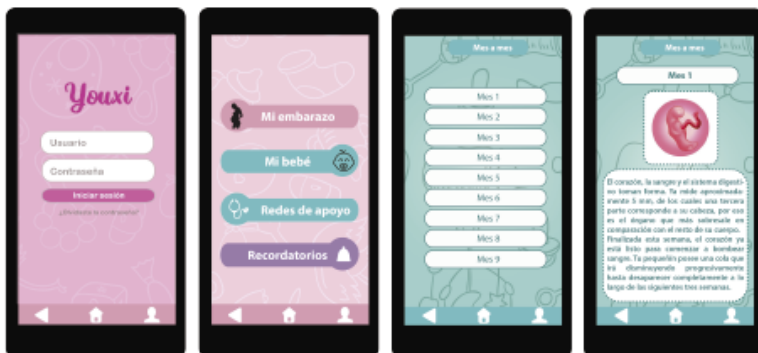 Youxi
Usuario
Contraseña
Iniciar sesión
¿Olvidaste tu contraseña?
Mi embarazo
Mi bebé
Redes de apoyo
Recordatorios
Mes a mes
Mes 1
Mes 2
Mes 3
Mes 4
Mes 5
Mes 6
Mes 7
Mes 8
Mes 9
Mes a mes
Mes 1
El corazón, la sangre y el sistema digesti-
vo toman forma. Ya mide aproximada-
mente 5 mm, de los cuales una tercera
parte corresponde a su cabeza, por eso
es el órgano que más sobresale en
comparación con el resto de su cuerpo.
Finalizada esta semana, el corazón ya
está listo para comenzar a bombear
sangre. Tu pequeñín posee una cola que
irá disminuyendo progresivamente
hasta desaparecer completamente a lo
largo de las siguientes tres semanas.